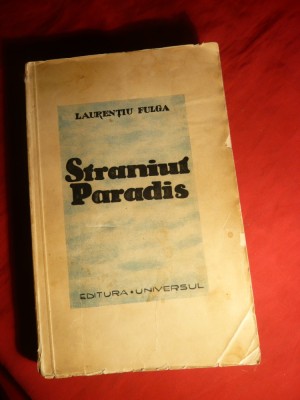 LAURENȚIU FULGA
Straniul
Paradis
EDITURA • UNIVERSUL